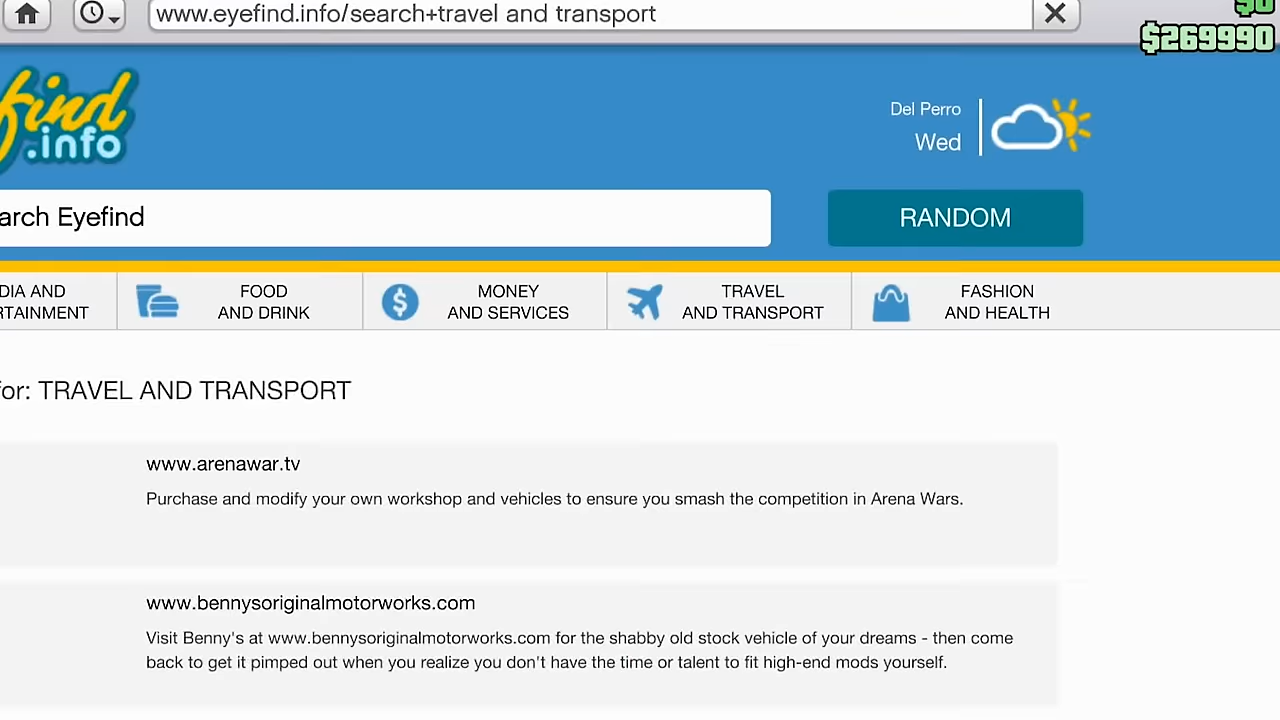 www.eyefind.info/search+travel and transport
$0
$269990
find
.info
Del Perro
Wed
arch Eyefind
RANDOM
DIA AND
RTAINMENT
FOOD
AND DRINK
MONEY
AND SERVICES
TRAVEL
AND TRANSPORT
FASHION
AND HEALTH
for: TRAVEL AND TRANSPORT
www.arenawar.tv
Purchase and modify your own workshop and vehicles to ensure you smash the competition in Arena Wars.
www.bennysoriginalmotorworks.com
Visit Benny's at www.bennysoriginalmotorworks.com for the shabby old stock vehicle of your dreams - then come
back to get it pimped out when you realize you don't have the time or talent to fit high-end mods yourself.